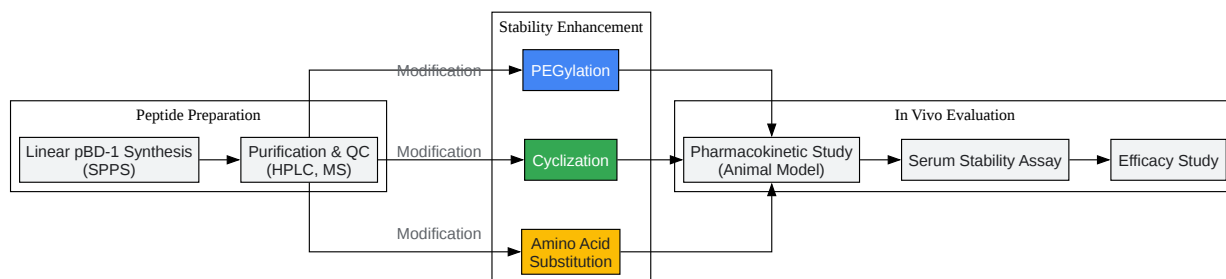 Stability Enhancement
Modification
PEGylation
Peptide Preparation
In Vivo Evaluation
Linear pBD-1 Synthesis
(SPPS)
Purification & QC
(HPLC, MS)
Modification
Cyclization
Pharmacokinetic Study
(Animal Model)
Serum Stability Assay
Efficacy Study
Modification
Amino Acid
Substitution